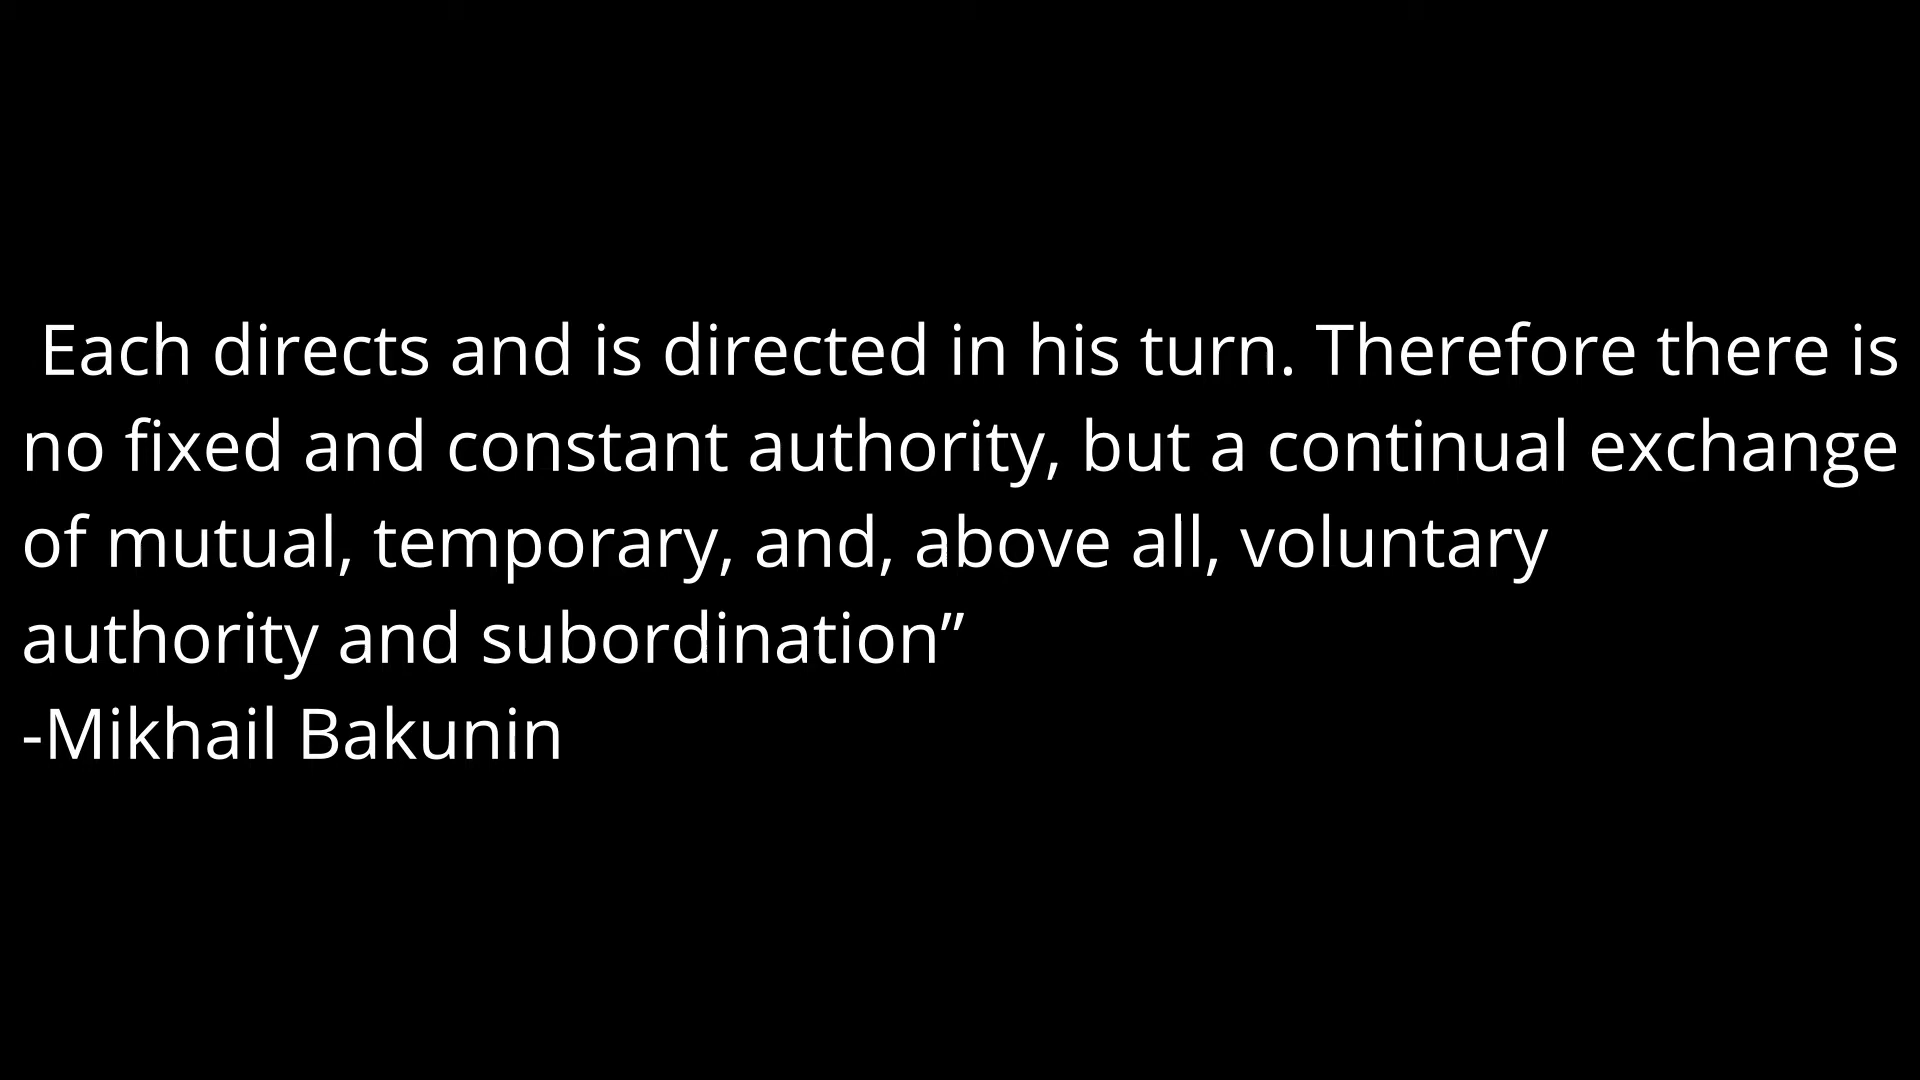 Each directs and is directed in his turn. Therefore there is
no fixed and constant authority, but a continual exchange
of mutual, temporary, and, above all, voluntary
authority and subordination”
-Mikhail Bakunin